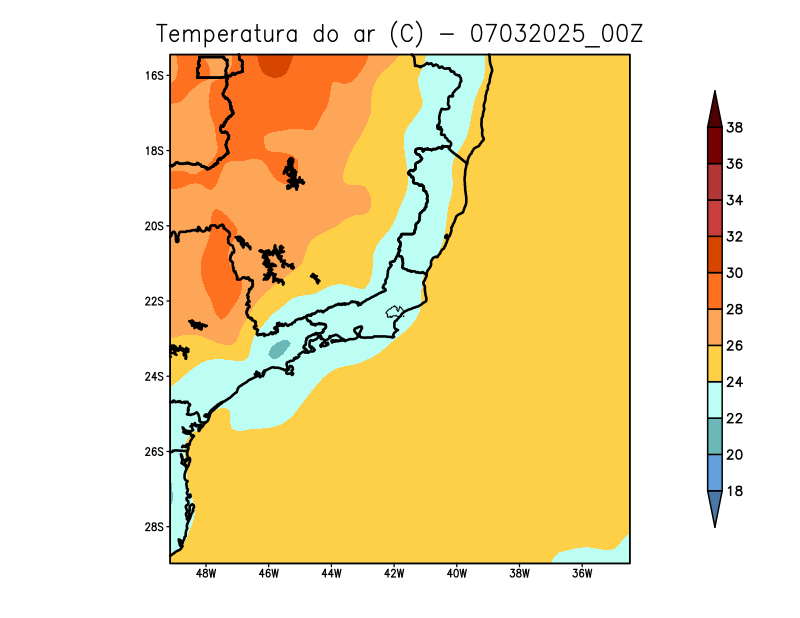 Temperatura do ar (C) – 07032025_00Z
16S
18S
20S
22S
24S
26S
28S
48W 46W 44W 42W 40W 38W 36W
38
36
34
32
30
28
26
24
22
20
18